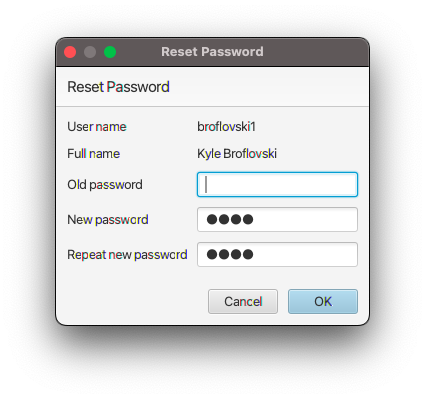 Reset Password
Reset Password
User name broflovski1
Full name Kyle Broflovski
Old password
New password ●●●●
Repeat new password ●●●●
Cancel OK